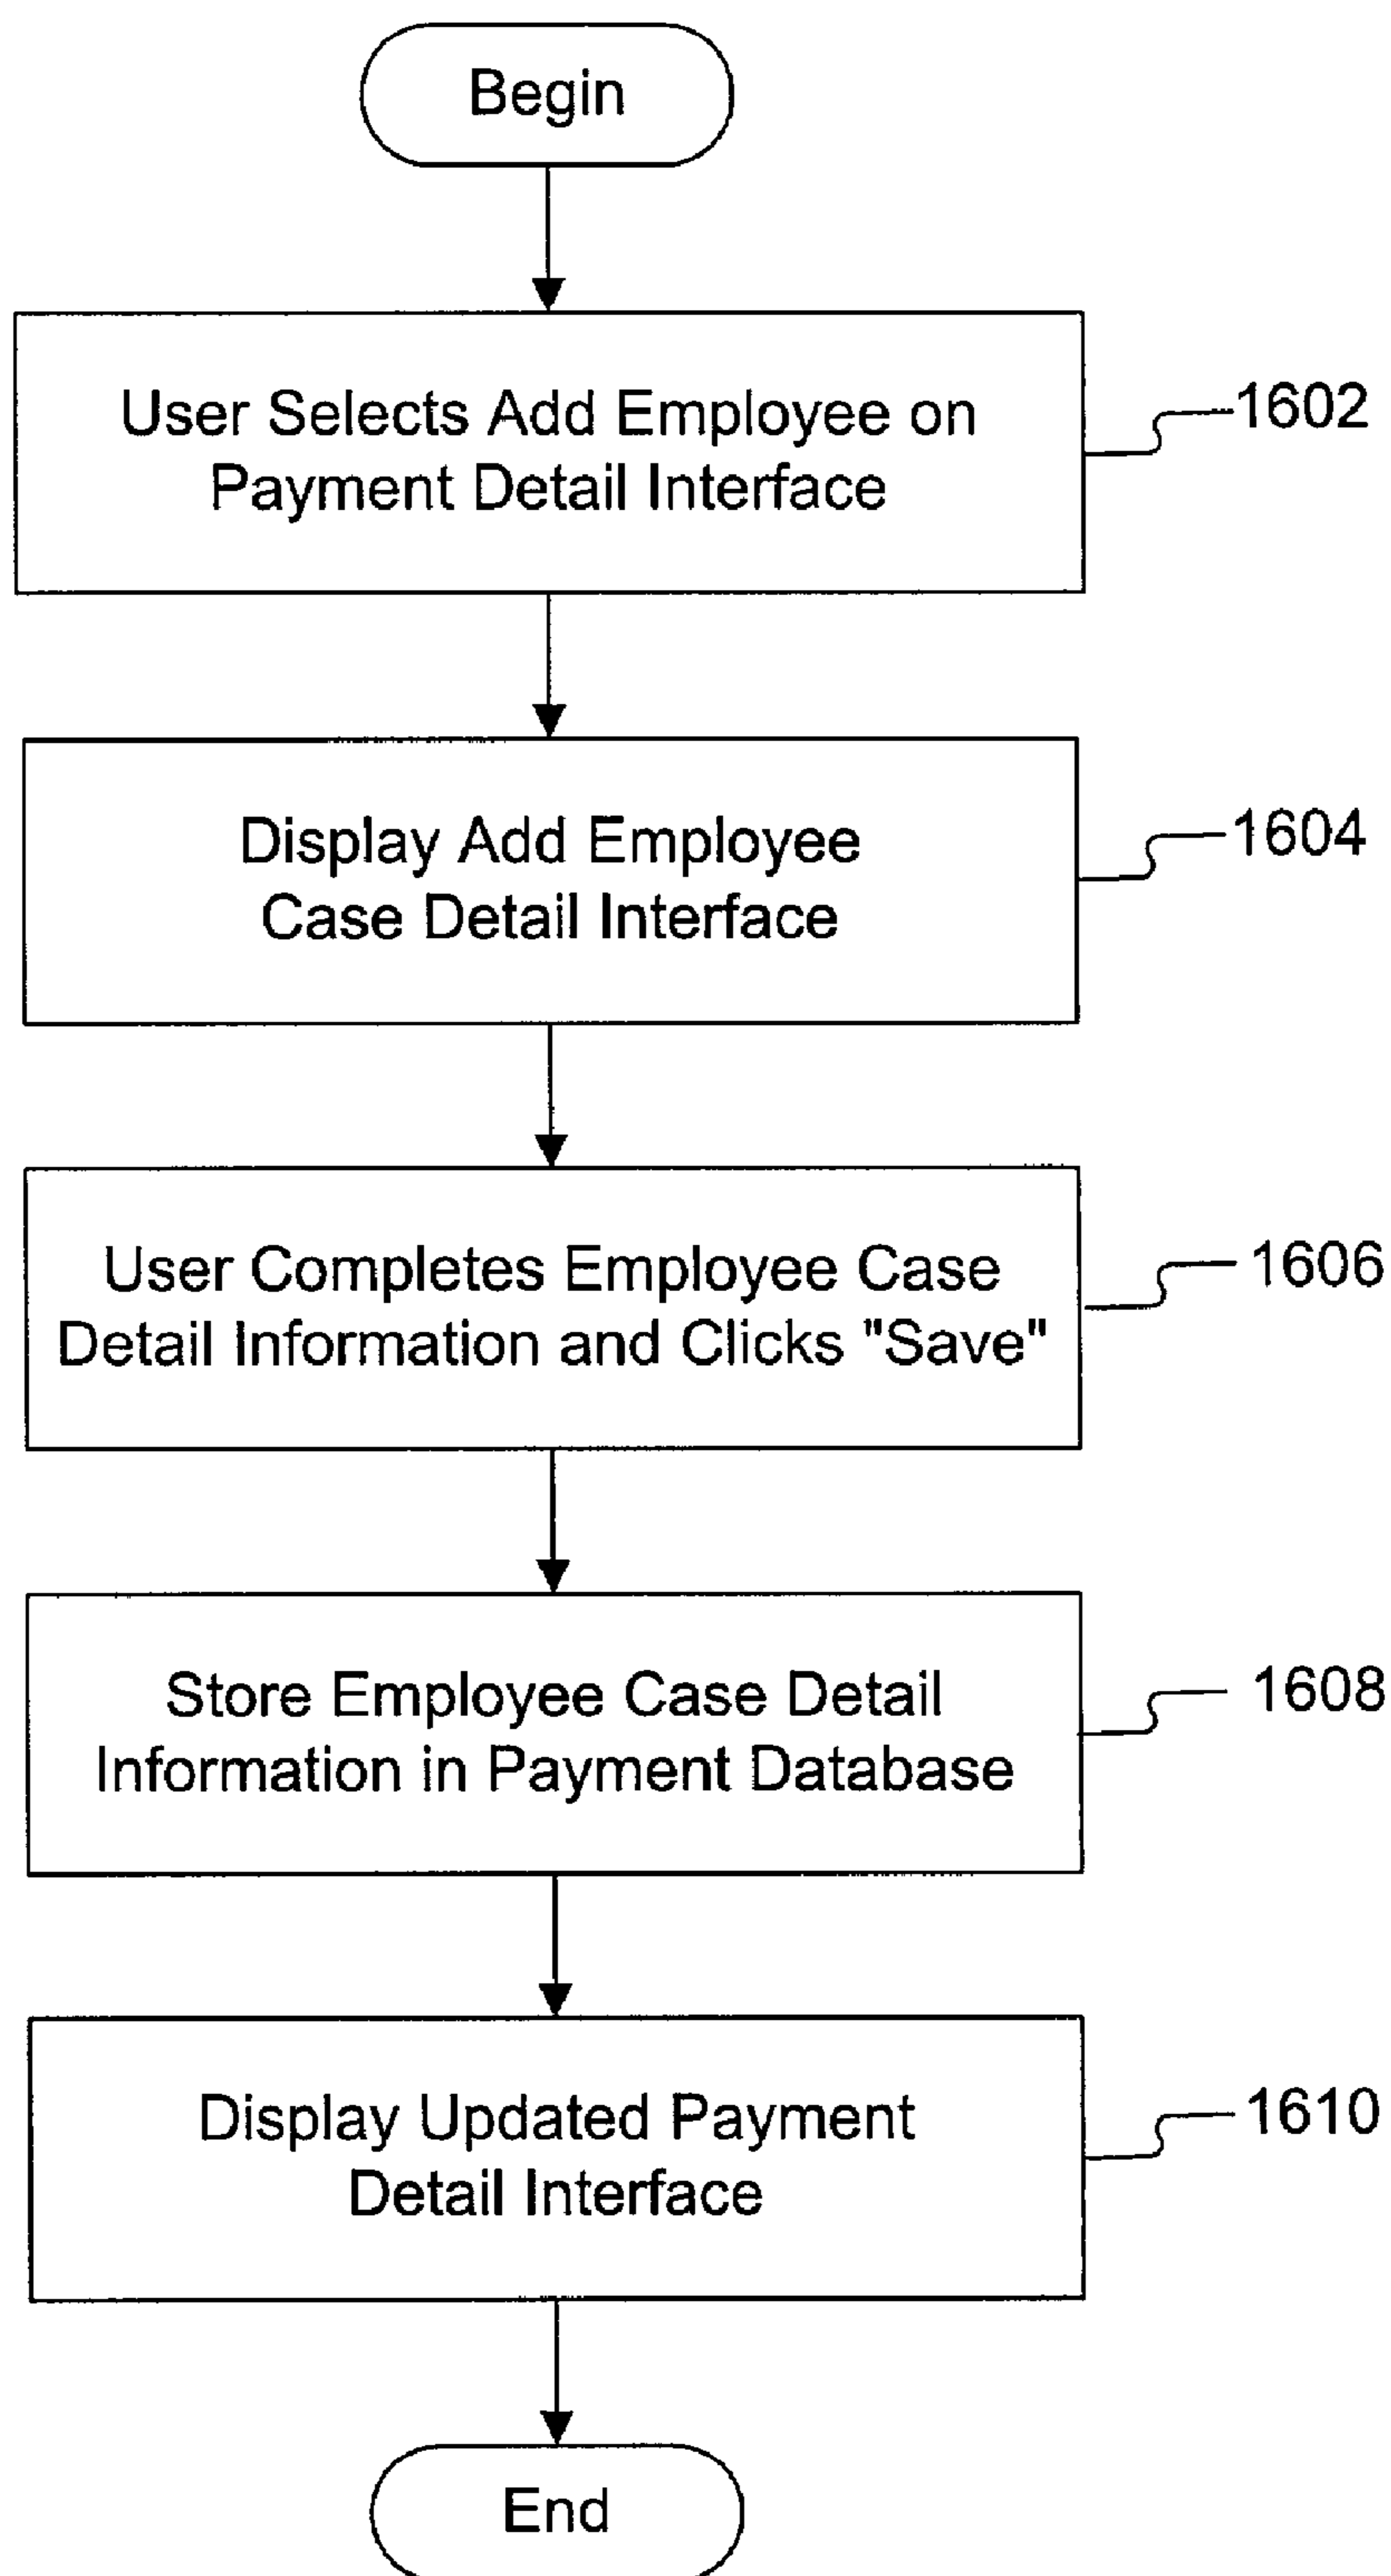 Begin
User Selects Add Employee on
Payment Detail Interface
1602
Display Add Employee
Case Detail Interface
1604
User Completes Employee Case
Detail Information and Clicks "Save"
1606
Store Employee Case Detail
Information in Payment Database
1608
Display Updated Payment
Detail Interface
1610
End